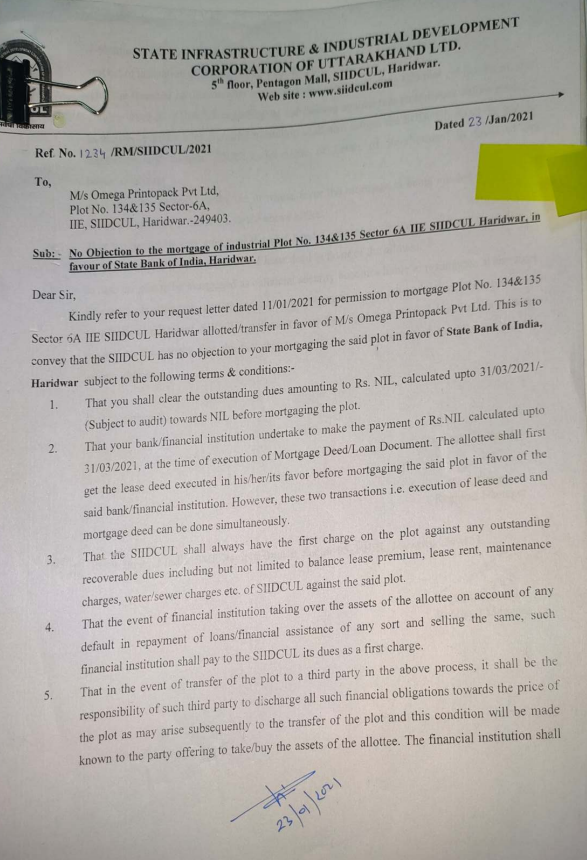 STATE INFRASTRUCTURE & INDUSTRIAL DEVELOPMENT
CORPORATION OF UTTARAKHAND LTD.
5th floor, Pentagon Mall, SIIDCUL, Haridwar.
Web site : www.siidcul.com
Dated 23 /Jan/2021
Ref. No. 1234 /RM/SIIDCUL/2021
To,
M/s Omega Printopack Pvt Ltd,
Plot No. 134&135 Sector-6A,
IIE, SIIDCUL, Haridwar.-249403.
Sub: - No Objection to the mortgage of industrial Plot No. 134&135 Sector 6A IIE SIIDCUL Haridwar, in
favour of State Bank of India, Haridwar.
Dear Sir,
Kindly refer to your request letter dated 11/01/2021 for permission to mortgage Plot No. 134&135
Sector 6A IIE SIIDCUL Haridwar allotted/transfer in favor of M/s Omega Printopack Pvt Ltd. This is to
convey that the SIIDCUL has no objection to your mortgaging the said plot in favor of State Bank of India,
Haridwar subject to the following terms & conditions:-
1. That you shall clear the outstanding dues amounting to Rs. NIL, calculated upto 31/03/2021/-
(Subject to audit) towards NIL before mortgaging the plot.
2. That your bank/financial institution undertake to make the payment of Rs.NIL calculated upto
31/03/2021, at the time of execution of Mortgage Deed/Loan Document. The allottee shall first
get the lease deed executed in his/her/its favor before mortgaging the said plot in favor of the
said bank/financial institution. However, these two transactions i.e. execution of lease deed and
mortgage deed can be done simultaneously.
3. That the SIIDCUL shall always have the first charge on the plot against any outstanding
recoverable dues including but not limited to balance lease premium, lease rent, maintenance
charges, water/sewer charges etc. of SIIDCUL against the said plot.
4. That the event of financial institution taking over the assets of the allottee on account of any
default in repayment of loans/financial assistance of any sort and selling the same, such
financial institution shall pay to the SIIDCUL its dues as a first charge.
5. That in the event of transfer of the plot to a third party in the above process, it shall be the
responsibility of such third party to discharge all such financial obligations towards the price of
the plot as may arise subsequently to the transfer of the plot and this condition will be made
known to the party offering to take/buy the assets of the allottee. The financial institution shall
23/01/2021